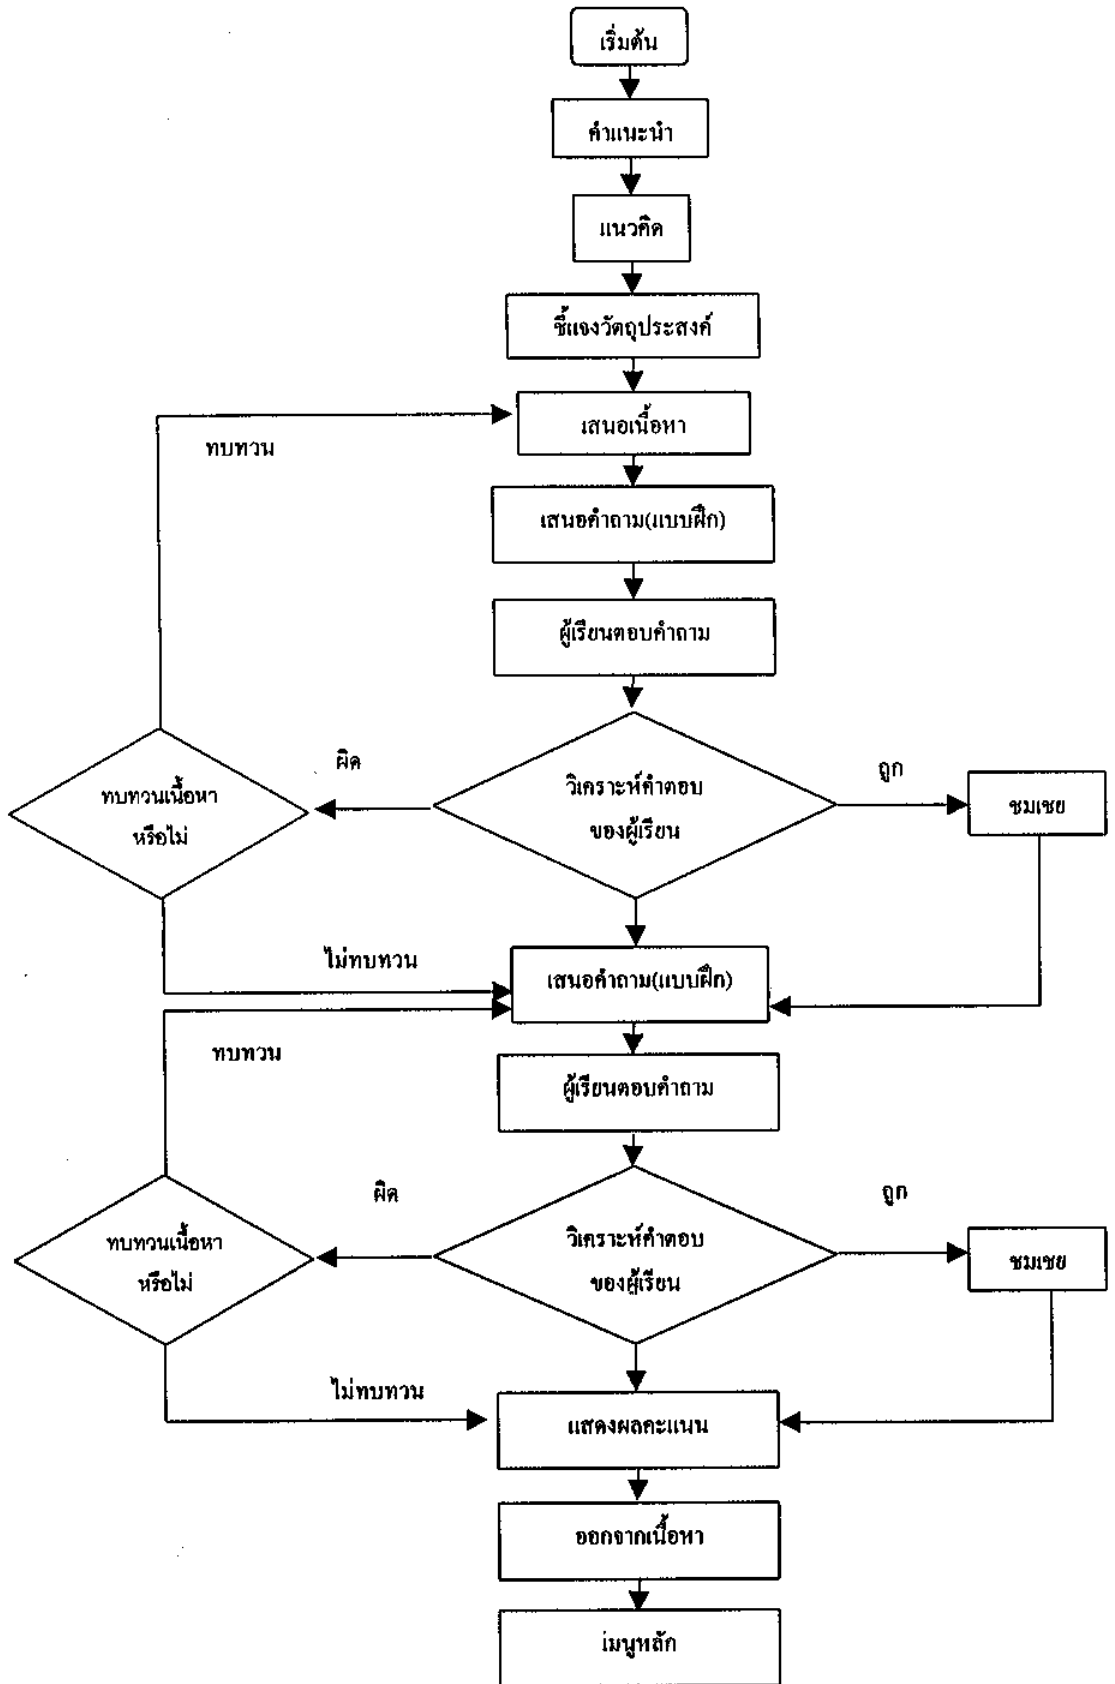 เริ่มต้น
คำแนะนำ
แนวคิด
ชี้แจงวัตถุประสงค์
เสนอเนื้อหา
ทบทวน
เสนอคำถาม(แบบฝึก)
ผู้เรียนตอบคำถาม
ผิด
ถูก
ทบทวนเนื้อหา
หรือไม่
วิเคราะห์คำตอบ
ของผู้เรียน
ชมเชย
ไม่ทบทวน
เสนอคำถาม(แบบฝึก)
ทบทวน
ผู้เรียนตอบคำถาม
ผิด
ถูก
ทบทวนเนื้อหา
หรือไม่
วิเคราะห์คำตอบ
ของผู้เรียน
ชมเชย
ไม่ทบทวน
แสดงผลคะแนน
ออกจากเนื้อหา
เมนูหลัก